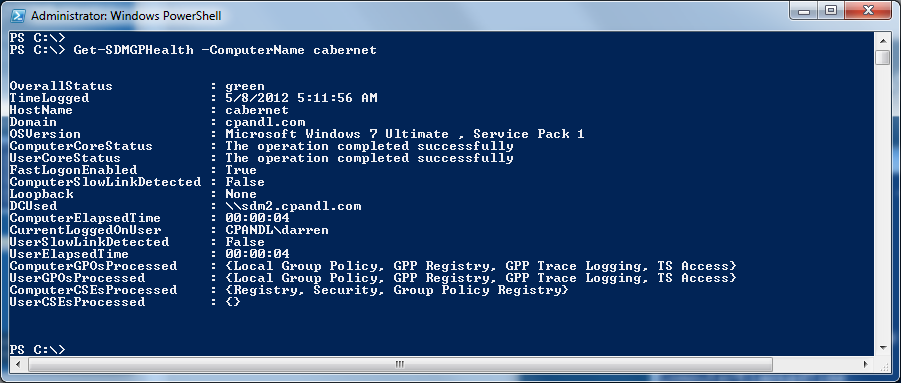 Administrator: Windows PowerShell
PS C:\>
PS C:\> Get-SDMGPHealth -ComputerName cabernet
OverallStatus : green
TimeLogged : 5/8/2012 5:11:56 AM
HostName : cabernet
Domain : cpandl.com
OSVersion : Microsoft Windows 7 Ultimate , Service Pack 1
ComputerCoreStatus : The operation completed successfully
UserCoreStatus : The operation completed successfully
FastLogonEnabled : True
ComputerSlowLinkDetected : False
Loopback : None
DCUsed : \\sdm2.cpandl.com
ComputerElapsedTime : 00:00:04
CurrentLoggedOnUser : CPANDL\darren
UserSlowLinkDetected : False
UserElapsedTime : 00:00:04
ComputerGPOsProcessed : {Local Group Policy, GPP Registry, GPP Trace Logging, TS Access}
UserGPOsProcessed : {Local Group Policy, GPP Registry, GPP Trace Logging, TS Access}
ComputerCSEsProcessed : {Registry, Security, Group Policy Registry}
UserCSEsProcessed : {}
PS C:\>